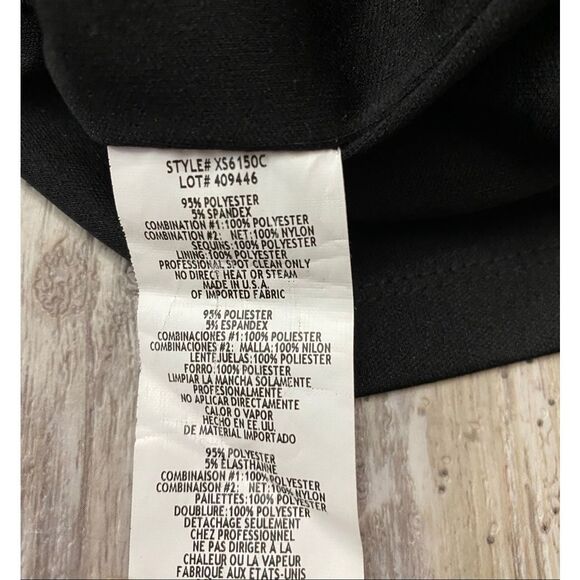 STYLE# XS6150C
LOT# 409446
95% POLYESTER
5% SPANDEX
COMBINATION #1:100% POLYESTER
COMBINATION #2: NET:100% NYLON
SEQUINS:100% POLYESTER
LINING:100% POLYESTER
PROFESSIONAL SPOT CLEAN ONLY
NO DIRECT HEAT OR STEAM
MADE IN U.S.A.
OF IMPORTED FABRIC
95% POLIESTER
5% ESPANDEX
COMBINACIONES #1:100% POLIESTER
COMBINACIONES #2: MALLA:100% NILON
LENTEJUELAS:100% POLIESTER
FORRO:100% POLIESTER
LIMPIAR LA MANCHA SOLAMENTE
PROFESIONALMENTE
NO APLICAR DIRECTAMENTE
CALOR O VAPOR
HECHO EN EE. UU.
DE MATERIAL IMPORTADO
95% POLYESTER
5% ELASTHANNE
COMBINAISON #1:100% POLYESTER
COMBINAISON #2: NET:100% NYLON
PAILETTES:100% POLYESTER
DOUBLURE:100% POLYESTER
DETACHAGE SEULEMENT
CHEZ PROFESSIONNEL
NE PAS DIRIGER À LA
CHALEUR OU LA VAPEUR
FABRIQUÉ AUX ÉTATS-UNIS